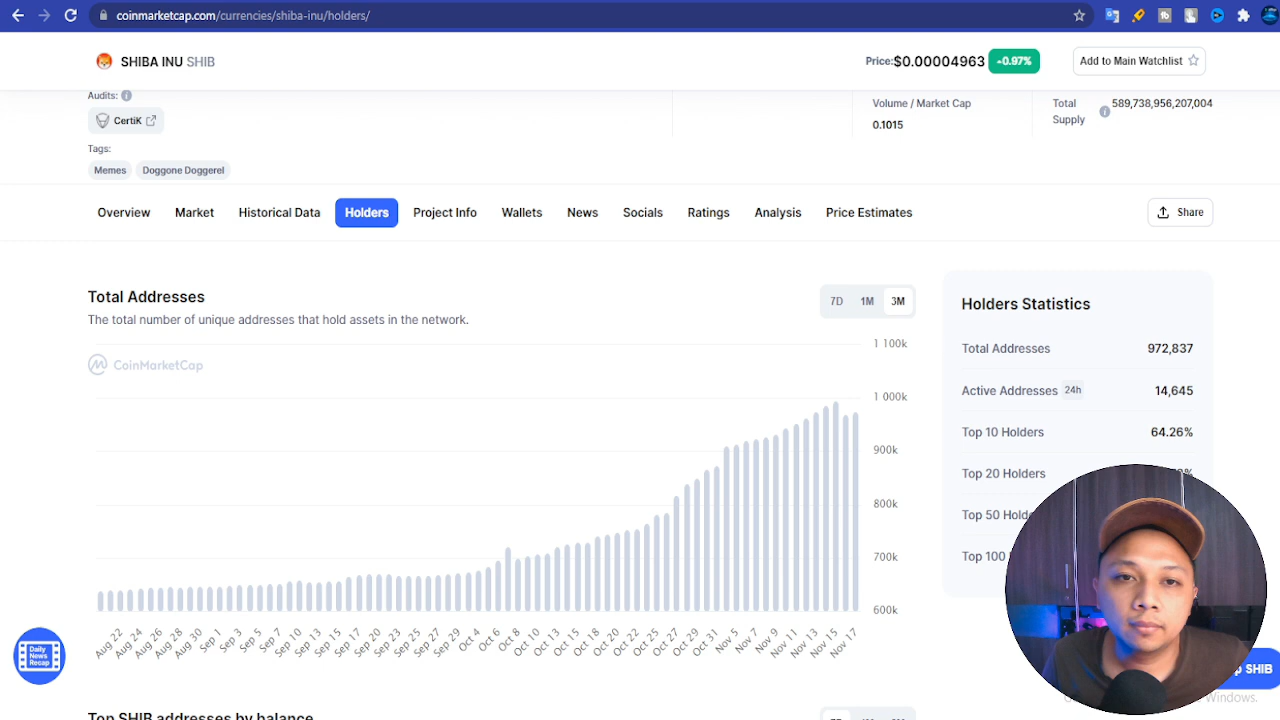 coinmarketcap.com/currencies/shiba-inu/holders/
SHIBA INU SHIB
Price:$0.00004963 0.97%
Add to Main Watchlist
Audits:
CertiK
Volume / Market Cap
0.1015
Total Supply
589,738,956,207,004
Tags:
Memes
Doggone Doggerel
Overview Market Historical Data Holders Project Info Wallets News Socials Ratings Analysis Price Estimates
Share
Total Addresses
7D 1M 3M
The total number of unique addresses that hold assets in the network.
CoinMarketCap
1 100k
1 000k
900k
800k
700k
600k
Aug 22 Aug 24 Aug 26 Aug 28 Aug 30 Sep 1 Sep 3 Sep 5 Sep 7 Sep 10 Sep 13 Sep 15 Sep 17 Sep 21 Sep 25 Sep 27 Sep 29 Oct 4 Oct 6 Oct 8 Oct 10 Oct 13 Oct 15 Oct 18 Oct 20 Oct 22 Oct 25 Oct 27 Oct 29 Oct 31 Nov 5 Nov 7 Nov 9 Nov 11 Nov 13 Nov 15 Nov 17
Holders Statistics
Total Addresses 972,837
Active Addresses 24h 14,645
Top 10 Holders 64.26%
Top 20 Holders
Top 50
Top 100
Daily
News
Recap
SHIB
Windows.
Top SHIB addresses by balance